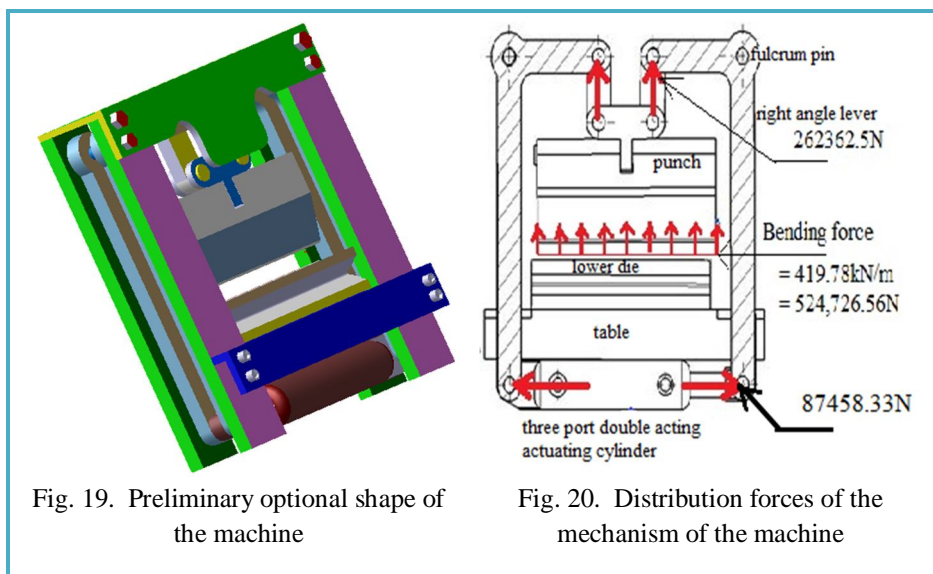 fulcrum pin
right angle lever
262362.5N
punch
Bending force
= 419.78kN/m
= 524,726.56N
lower die
table
87458.33N
three port double acting
actuating cylinder
Fig. 19. Preliminary optional shape of
the machine
Fig. 20. Distribution forces of the
mechanism of the machine